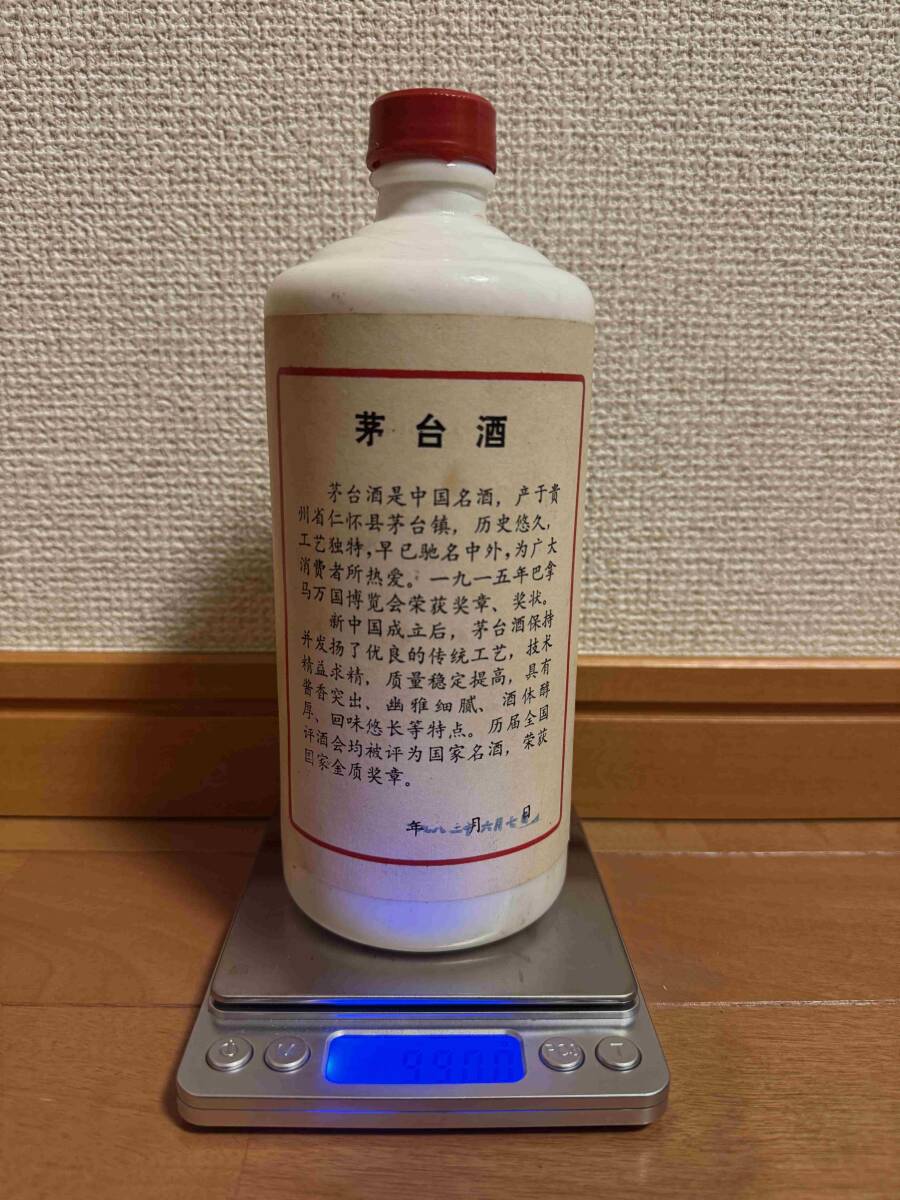 茅台酒
茅台酒是中国名酒，产于贵
州省仁怀县茅台镇，历史悠久，
工艺独特，早已驰名中外，为广大
消费者所热爱。一九一五年巴拿
马万国博览会荣获奖章、奖状。
新中国成立后，茅台酒保持
并发扬了优良的传统工艺，技术
精益求精，质量稳定提高，具有
酱香突出、幽雅细腻、酒体醇
厚、回味悠长等特点。历届全国
评酒会均被评为国家名酒，荣获
国家金质奖章。
年 月 日
T